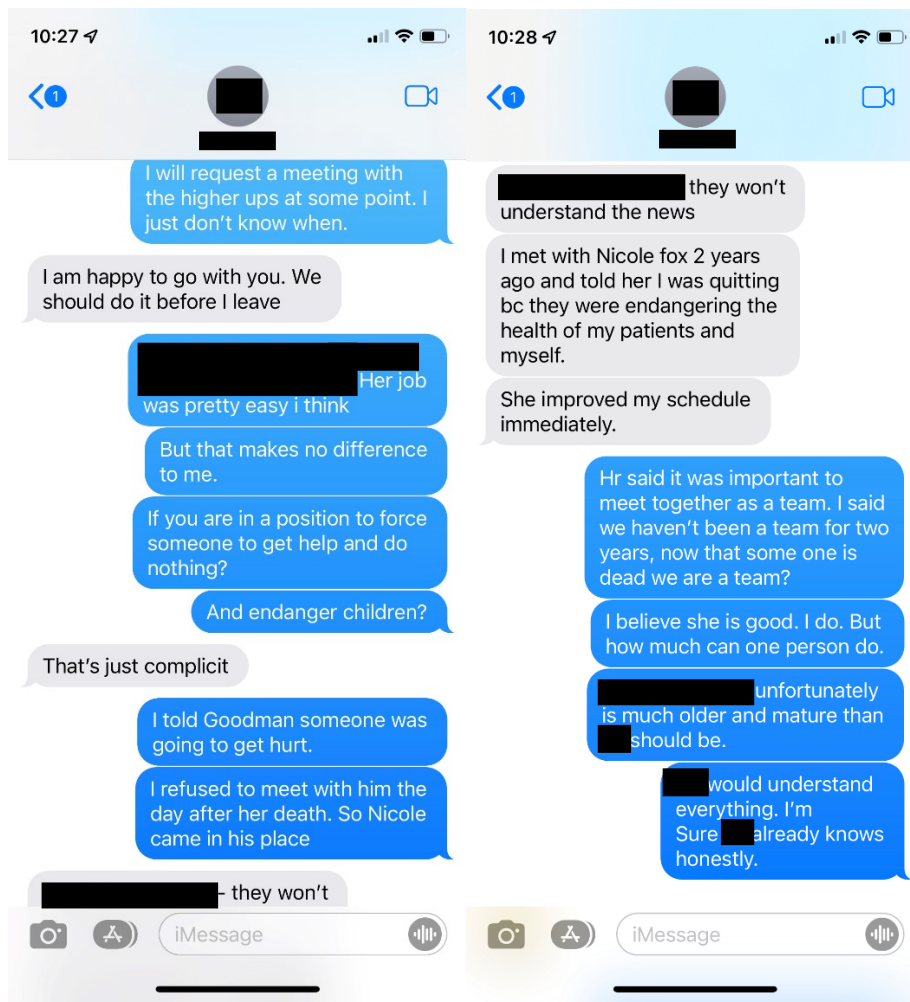 10:27
1
I will request a meeting with
the higher ups at some point. I
just don't know when.
I am happy to go with you. We
should do it before I leave
Her job
was pretty easy i think
But that makes no difference
to me.
If you are in a position to force
someone to get help and do
nothing?
And endanger children?
That's just complicit
I told Goodman someone was
going to get hurt.
I refused to meet with him the
day after her death. So Nicole
came in his place
- they won't
iMessage
10:28
1
they won't
understand the news
I met with Nicole fox 2 years
ago and told her I was quitting
bc they were endangering the
health of my patients and
myself.
She improved my schedule
immediately.
Hr said it was important to
meet together as a team. I said
we haven't been a team for two
years, now that some one is
dead we are a team?
I believe she is good. I do. But
how much can one person do.
unfortunately
is much older and mature than
should be.
would understand
everything. I'm
Sure already knows
honestly.
iMessage